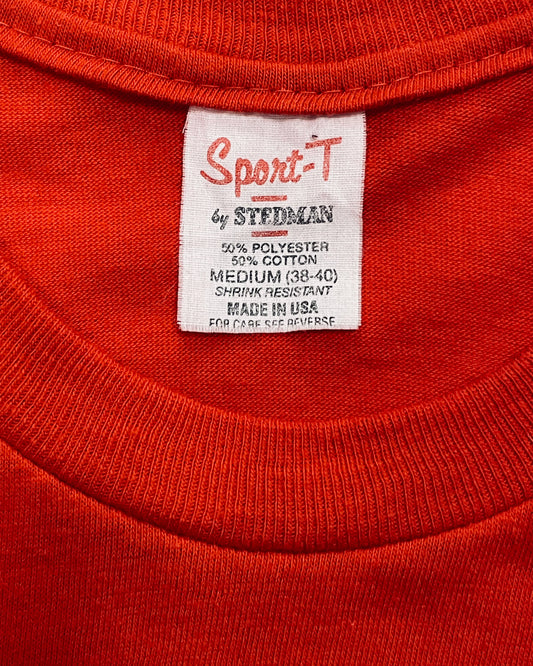 Sport-T
by STEDMAN
50% POLYESTER
50% COTTON
MEDIUM (38-40)
SHRINK RESISTANT
MADE IN USA
FOR CARE SEE REVERSE